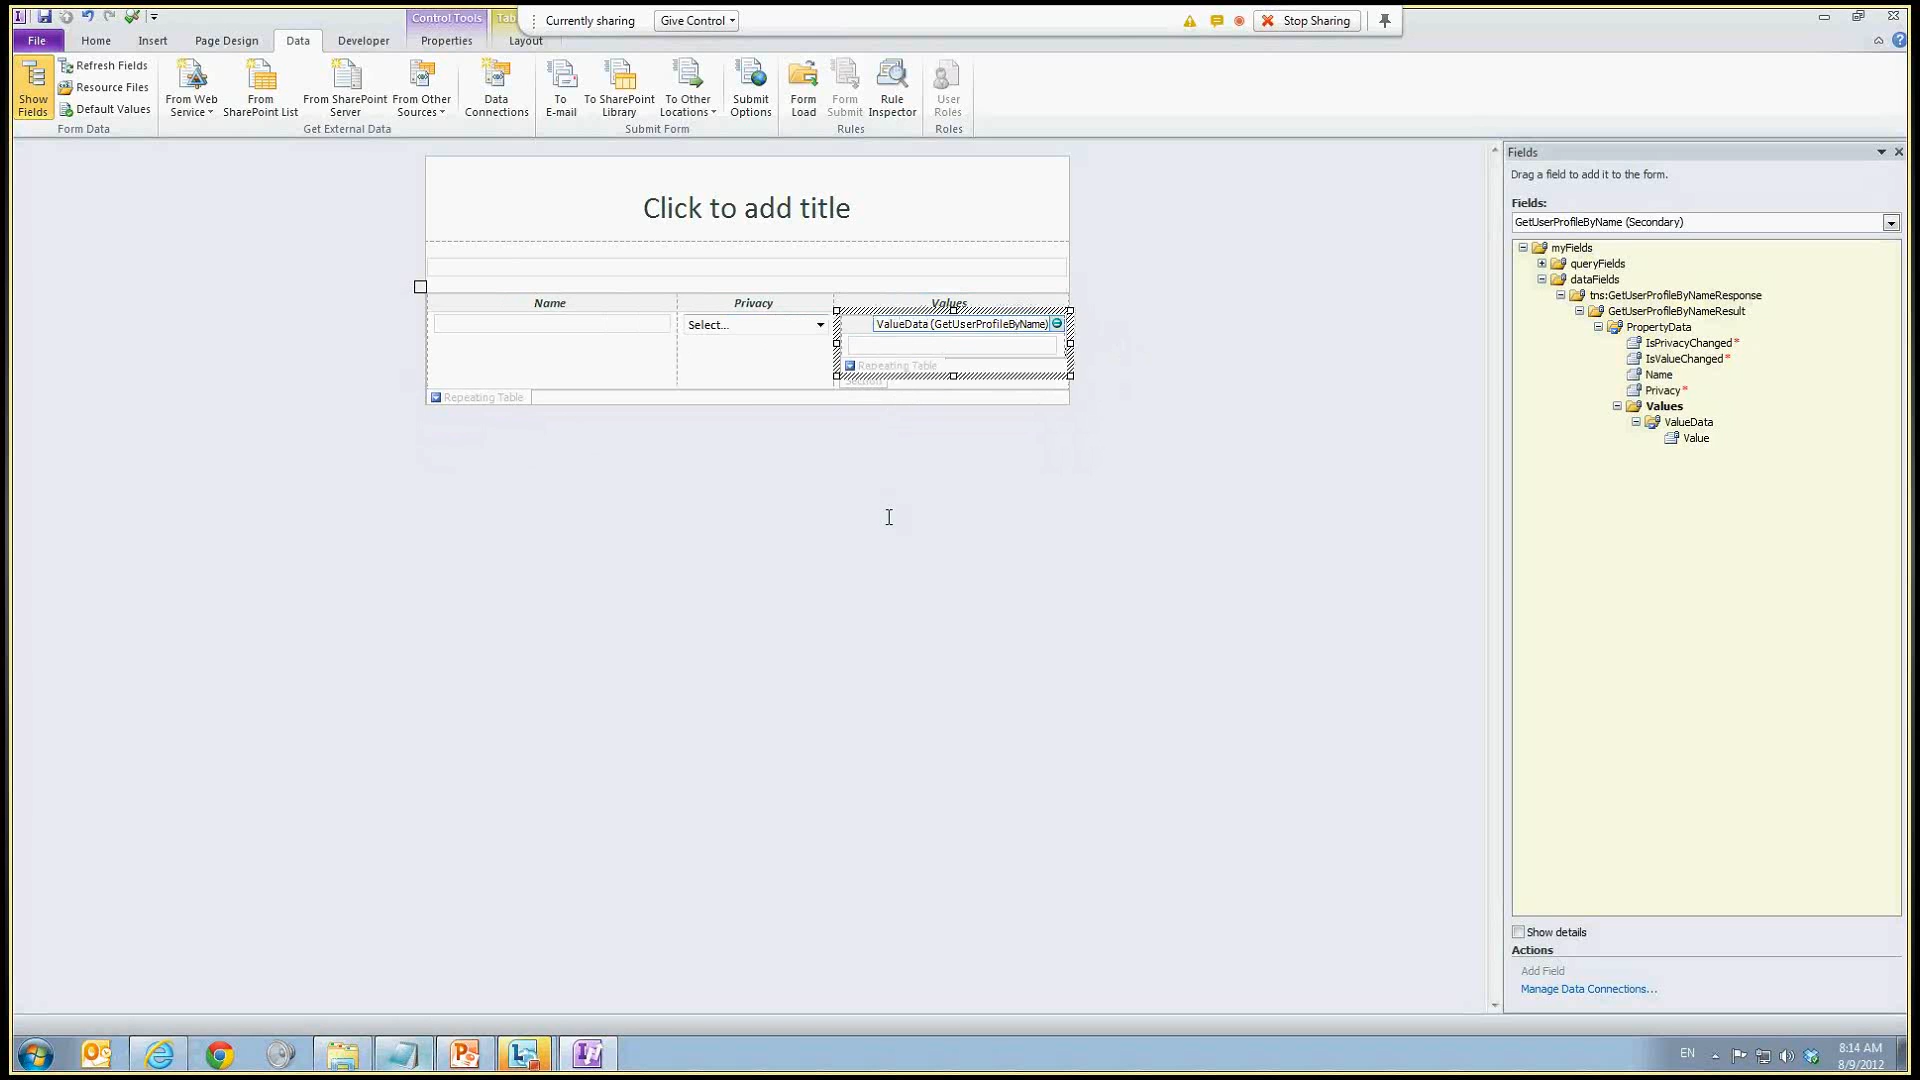 Control Tools Tab
Currently sharing Give Control Stop Sharing
File Home Insert Page Design Data Developer Properties Layout
Show Fields
Refresh Fields
Resource Files
Default Values
Form Data
From Web Service
From SharePoint List
From SharePoint Server
From Other Sources
Data Connections
Get External Data
To E-mail
To SharePoint Library
To Other Locations
Submit Options
Submit Form
Form Load
Form Submit
Rule Inspector
Rules
User Roles
Roles
Click to add title
Name Privacy Values
Select... ValueData (GetUserProfileByName)
Repeating Table
Section
Repeating Table
Fields
Drag a field to add it to the form.
Fields:
GetUserProfileByName (Secondary)
myFields
queryFields
dataFields
tns:GetUserProfileByNameResponse
GetUserProfileByNameResult
PropertyData
IsPrivacyChanged *
IsValueChanged *
Name
Privacy *
Values
ValueData
Value
Show details
Actions
Add Field
Manage Data Connections...
EN
8:14 AM
8/9/2012